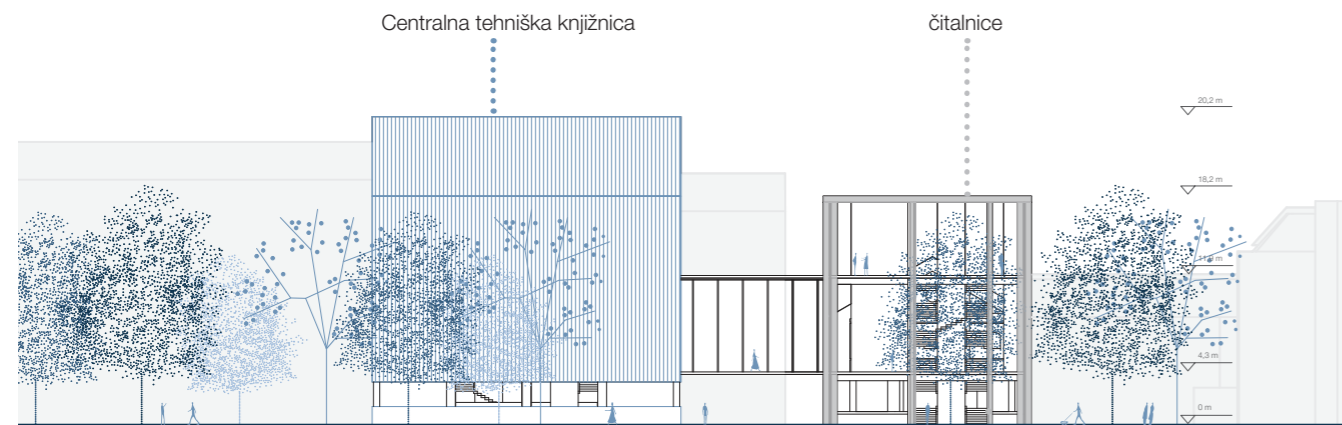 Centralna tehniška knjižnica
čitalnice
20,2 m
18,2 m
4,3 m
0 m